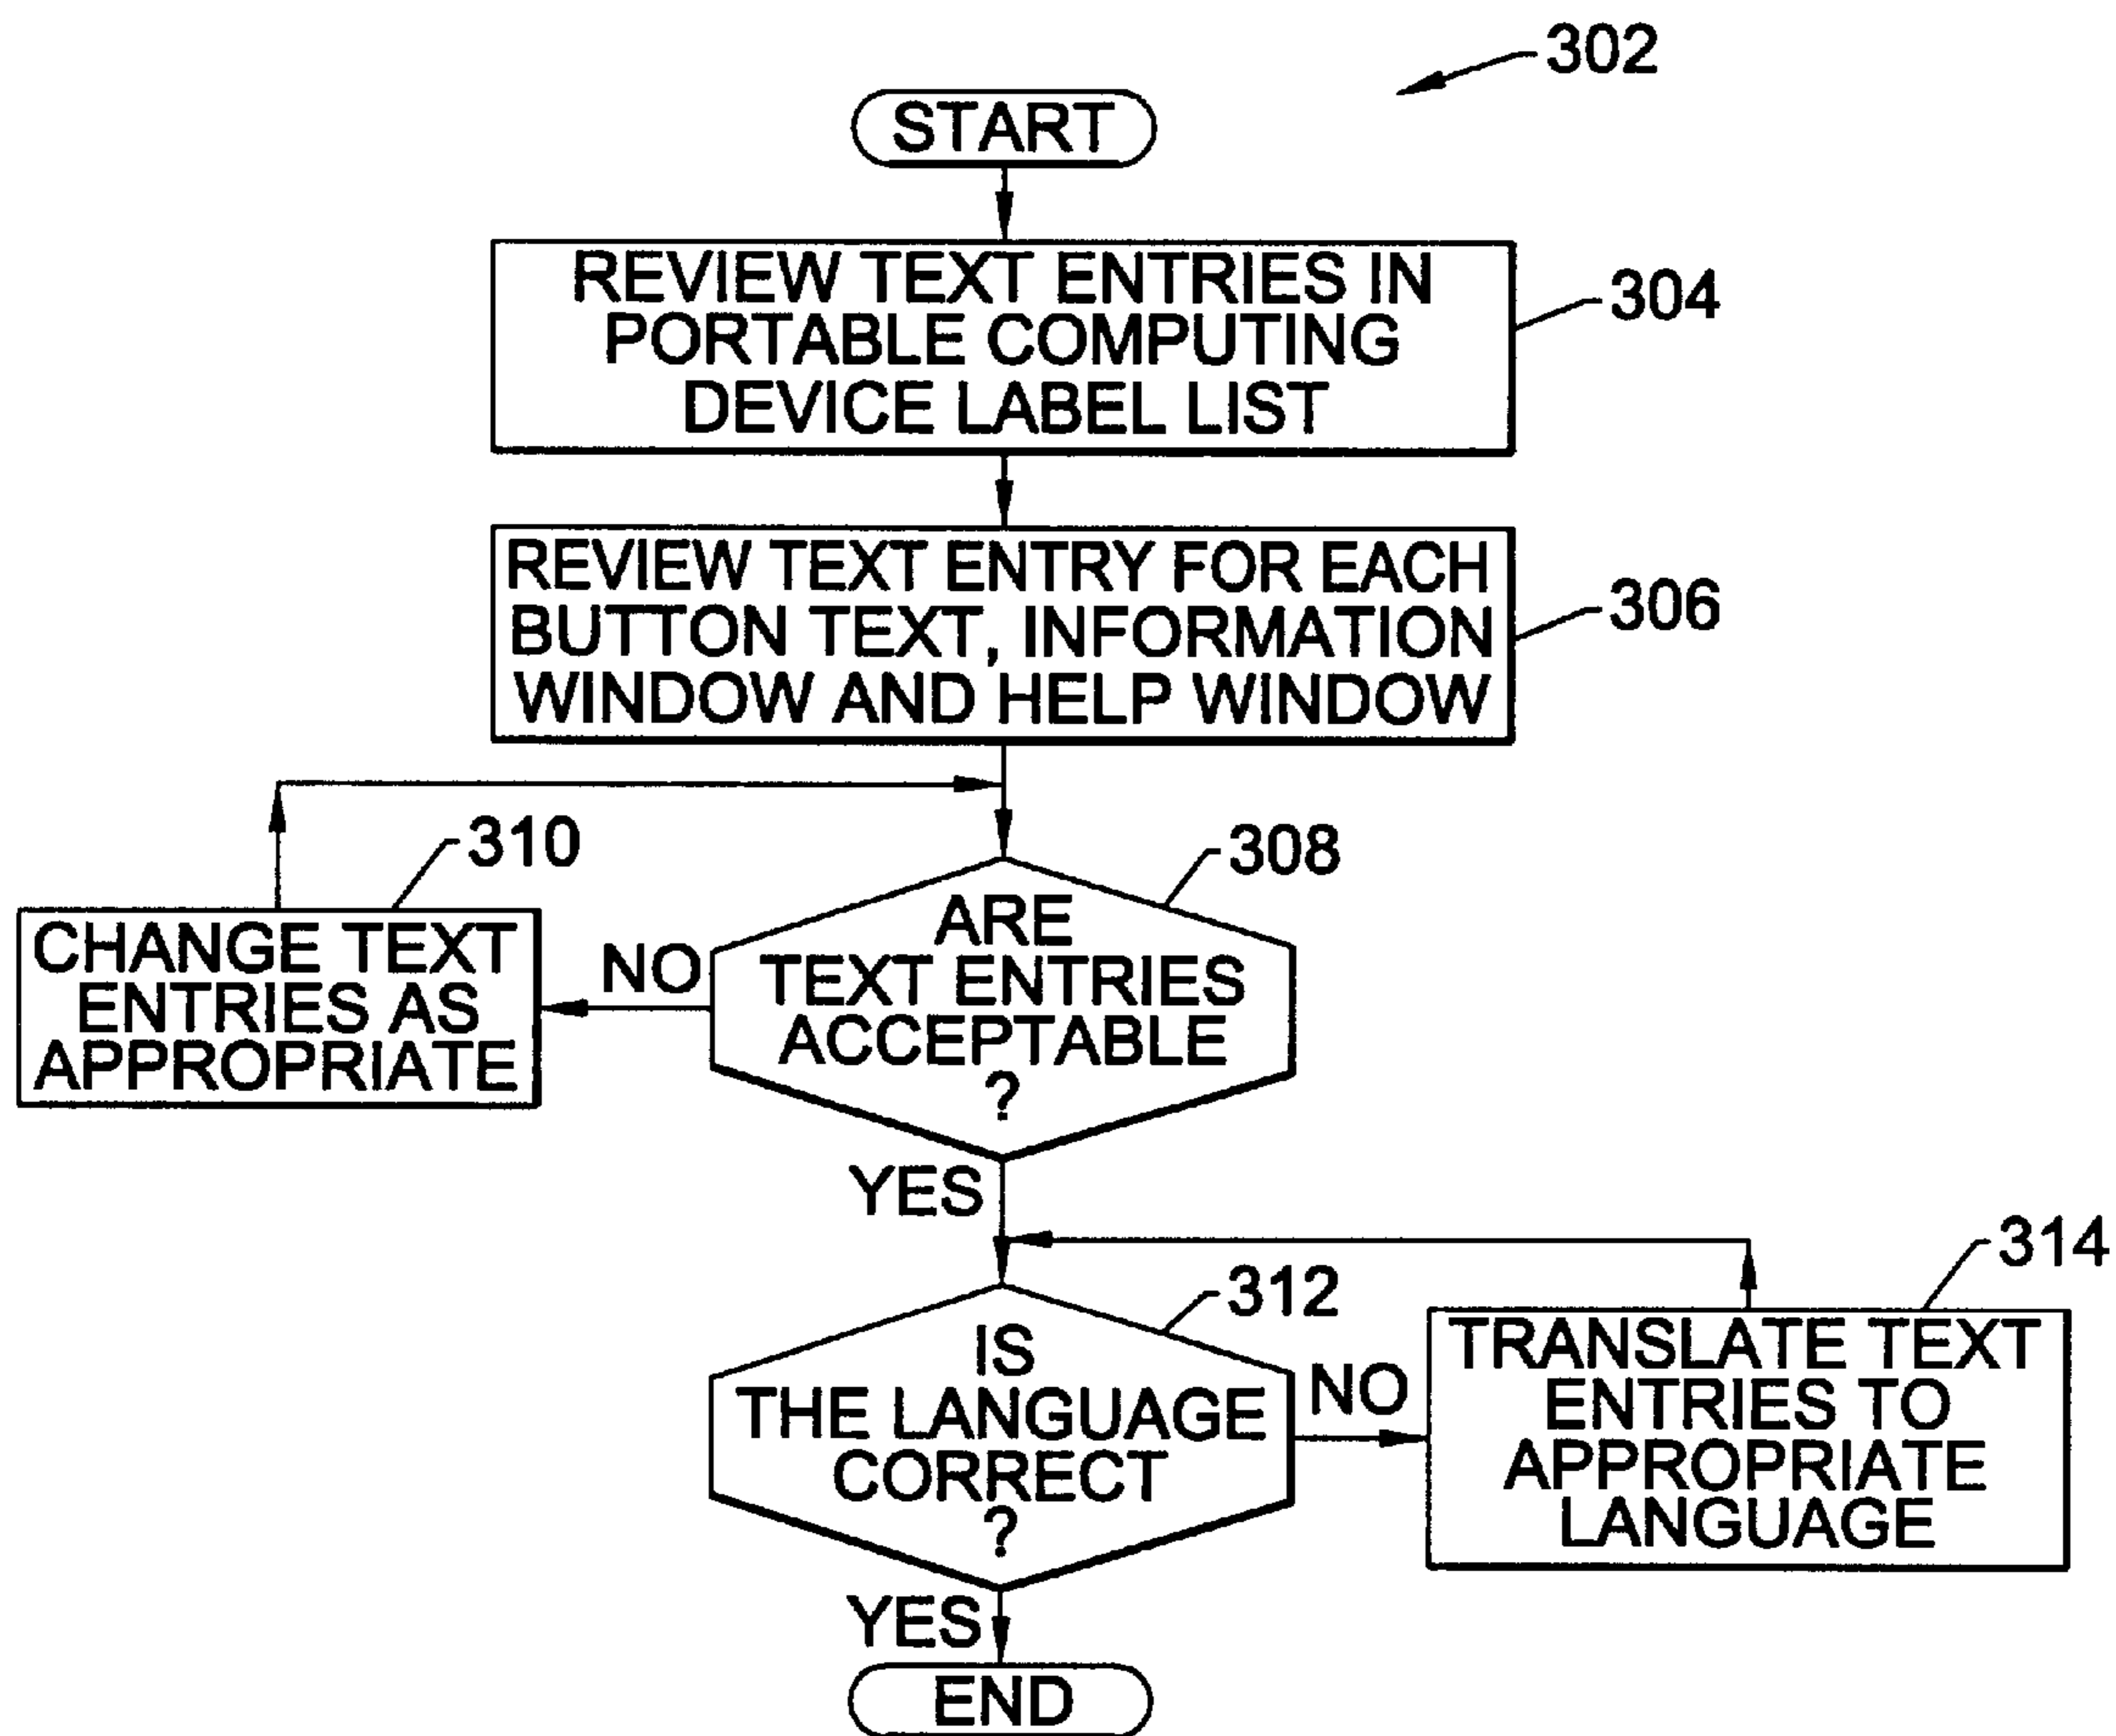 302
START
REVIEW TEXT ENTRIES IN
PORTABLE COMPUTING
DEVICE LABEL LIST
304
REVIEW TEXT ENTRY FOR EACH
BUTTON TEXT, INFORMATION
WINDOW AND HELP WINDOW
306
310
308
CHANGE TEXT
ENTRIES AS
APPROPRIATE
NO
ARE
TEXT ENTRIES
ACCEPTABLE
?
YES
314
312
IS
THE LANGUAGE
CORRECT
?
NO
TRANSLATE TEXT
ENTRIES TO
APPROPRIATE
LANGUAGE
YES
END